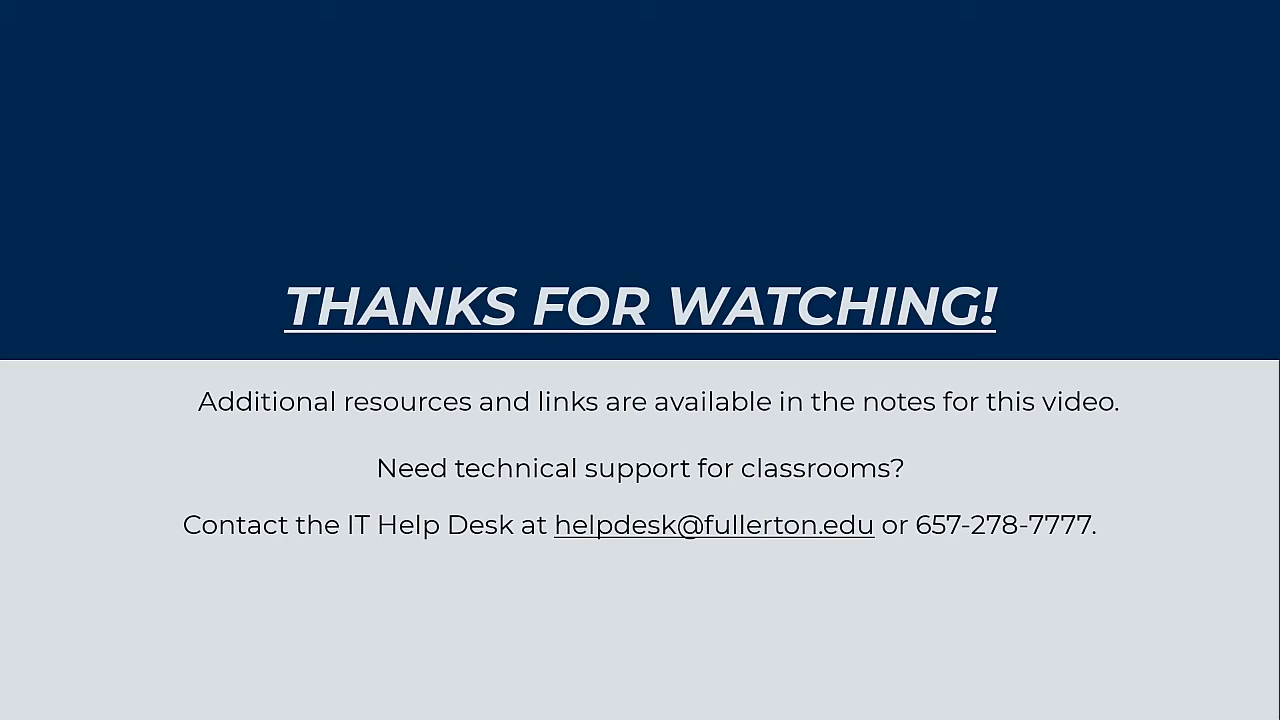 THANKS FOR WATCHING!
Additional resources and links are available in the notes for this video.
Need technical support for classrooms?
Contact the IT Help Desk at helpdesk@fullerton.edu or 657-278-7777.